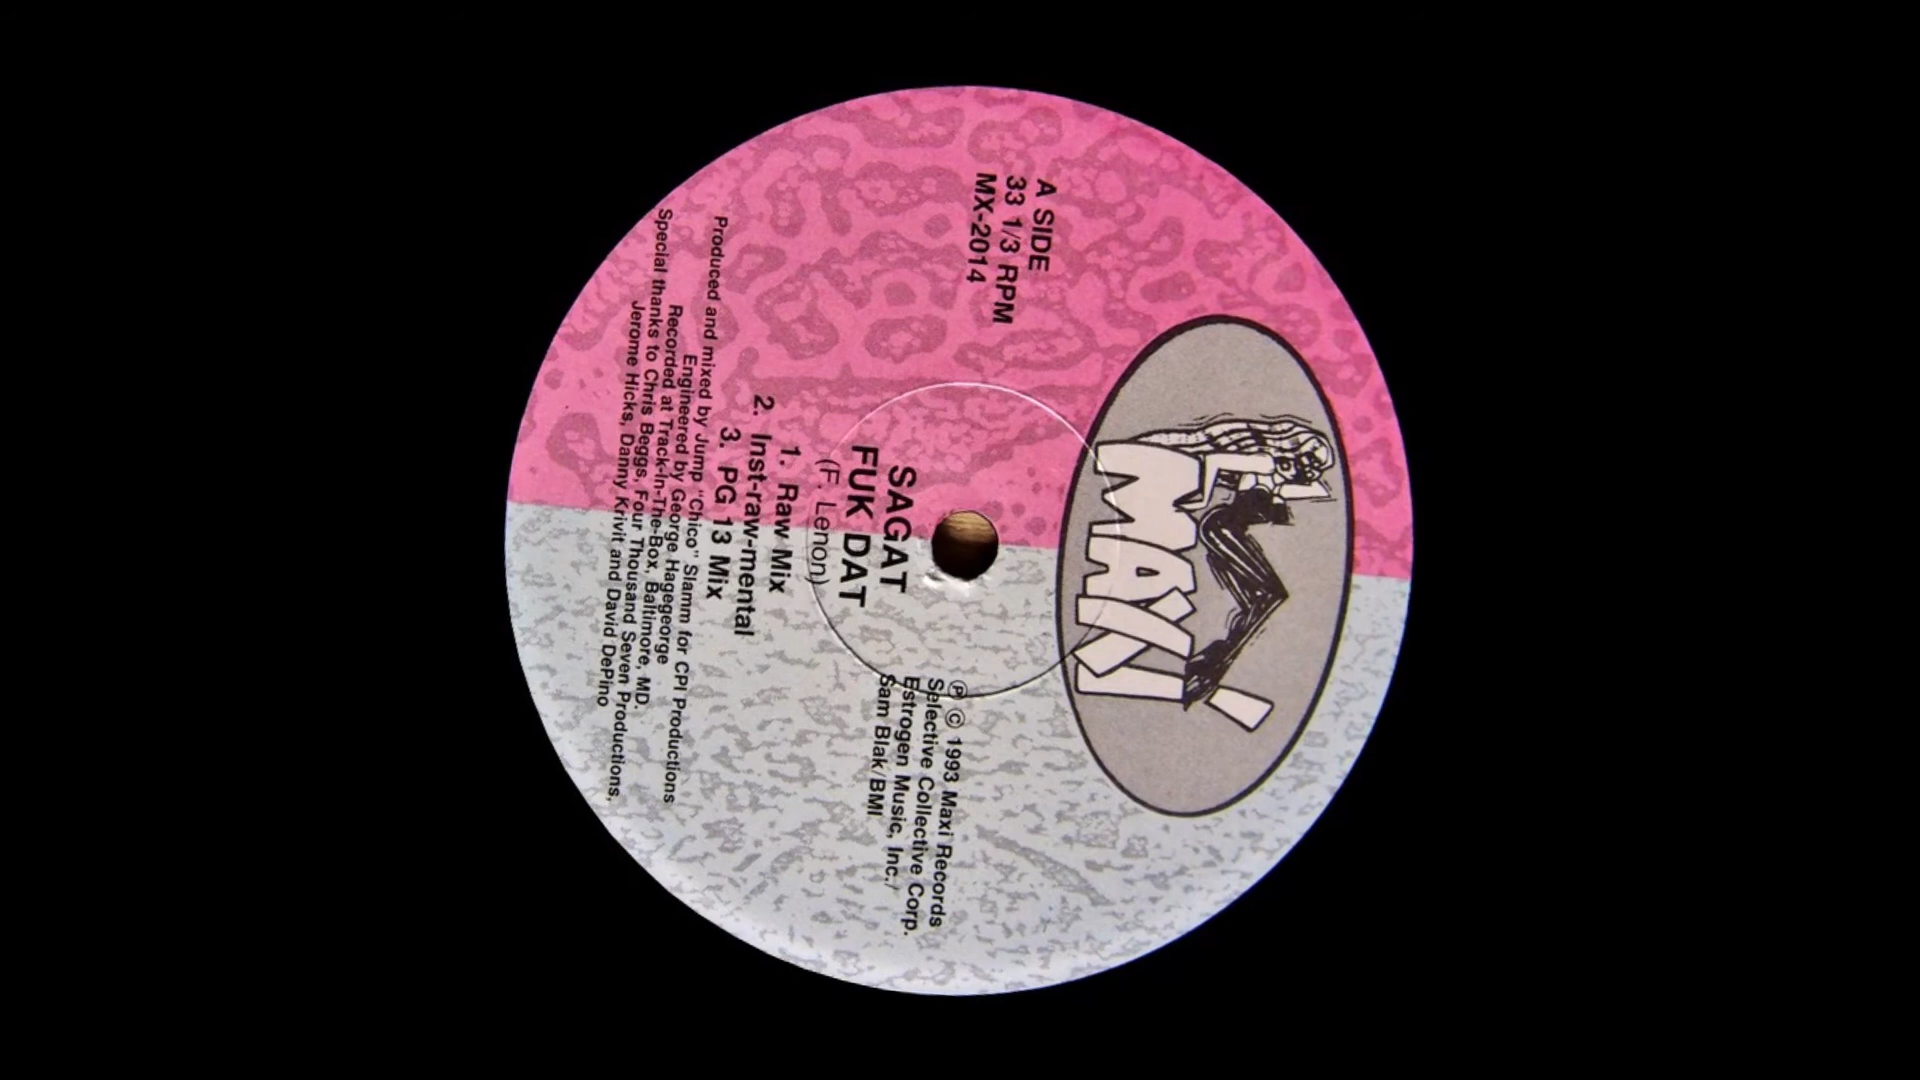 MAXI
A SIDE
33 1/3 RPM
MX-2014
℗ © 1993 Maxi Records
Selective Collective Corp.
Estrogen Music, Inc./
Sam Blak/BMI
SAGAT
FUK DAT
(F. Lenon)
1. Raw Mix
2. Inst-raw-mental
3. PG 13 Mix
Produced and mixed by Jump "Chico" Slamm for CPI Productions
Engineered by George Hagegeorge
Recorded at Track-In-The-Box, Baltimore, MD.
Special thanks to Chris Beggs, Four Thousand Seven Productions,
Jerome Hicks, Danny Krivit and David DePino